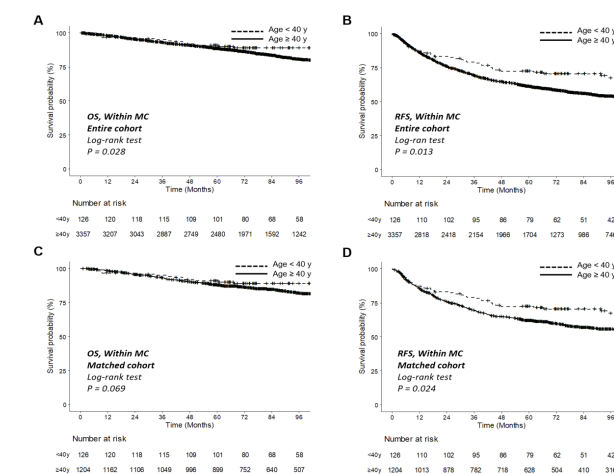 A
Age < 40 y
Age ≥ 40 y
Survival probability (%)
100
75
50
25
0
OS, Within MC
Entire cohort
Log-rank test
P = 0.028
0 12 24 36 48 60 72 84 96
Time (Months)
Number at risk
<40y 126 120 118 115 109 101 80 68 58
≥40y 3357 3207 3043 2887 2749 2480 1971 1592 1242
B
Age < 40 y
Age ≥ 40 y
Survival probability (%)
100
75
50
25
0
RFS, Within MC
Entire cohort
Log-ran test
P = 0.013
0 12 24 36 48 60 72 84 96
Time (Months)
Number at risk
<40y 126 110 102 95 86 79 62 51 42
≥40y 3357 2818 2418 2154 1966 1704 1273 986 746
C
Age < 40 y
Age ≥ 40 y
Survival probability (%)
100
75
50
25
0
OS, Within MC
Matched cohort
Log-rank test
P = 0.069
0 12 24 36 48 60 72 84 96
Time (Months)
Number at risk
<40y 126 120 118 115 109 101 80 68 58
≥40y 1204 1162 1106 1049 996 899 752 640 507
D
Age < 40 y
Age ≥ 40 y
Survival probability (%)
100
75
50
25
0
RFS, Within MC
Matched cohort
Log-rank test
P = 0.024
0 12 24 36 48 60 72 84 96
Time (Months)
Number at risk
<40y 126 110 102 95 86 79 62 51 42
≥40y 1204 1013 878 782 718 628 504 410 316